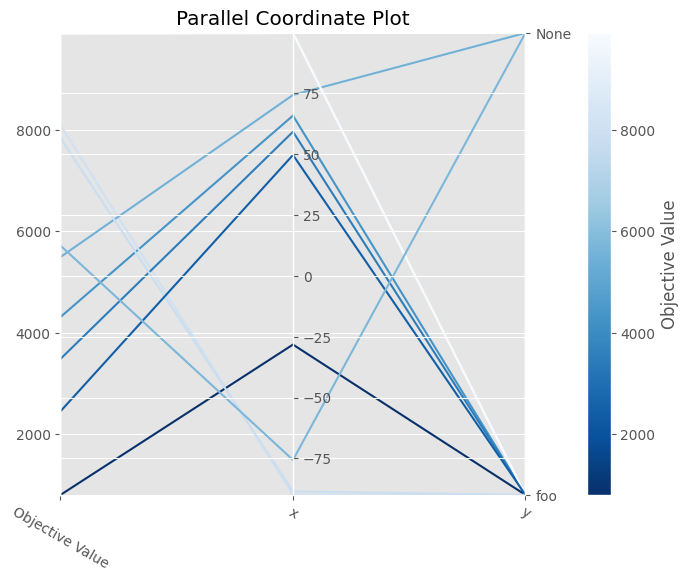 Parallel Coordinate Plot
None
8000
6000
4000
2000
75
50
25
0
−25
−50
−75
foo
Objective Value
x
y
8000
6000
4000
2000
Objective Value